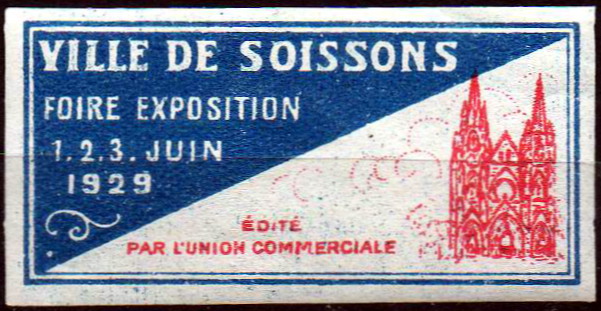 VILLE DE SOISSONS
FOIRE EXPOSITION
1.2.3. JUIN
1929
ÉDITÉ
PAR L'UNION COMMERCIALE